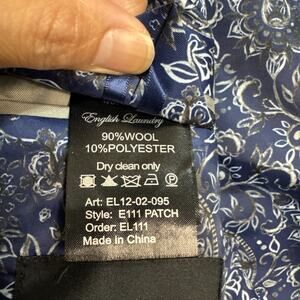 English Laundry
90%WOOL
10%POLYESTER
Dry clean only
Art: EL12-02-095
Style: E111 PATCH
Order: EL111
Made in China